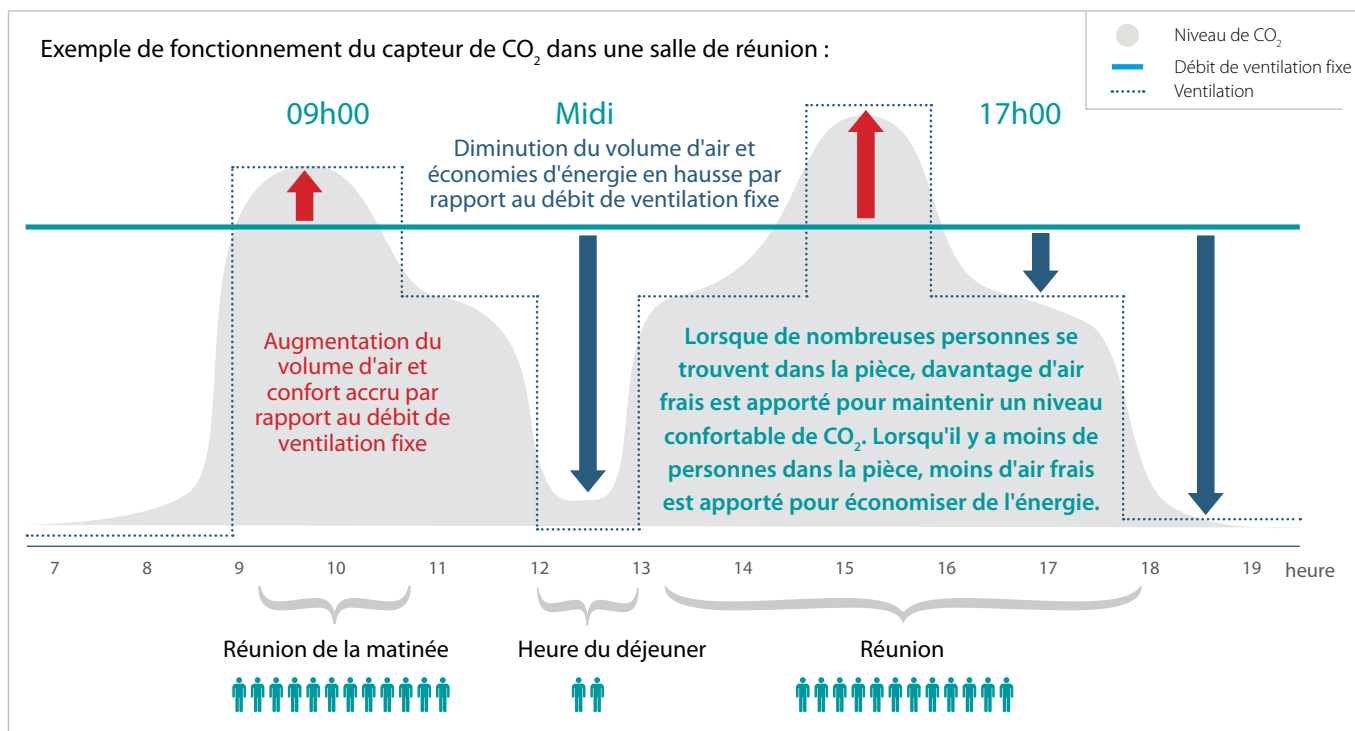 Exemple de fonctionnement du capteur de CO₂ dans une salle de réunion :
Niveau de CO₂
Débit de ventilation fixe
Ventilation
09h00
Midi
17h00
Diminution du volume d'air et
économies d'énergie en hausse par
rapport au débit de ventilation fixe
Augmentation du
volume d'air et
confort accru par
rapport au débit de
ventilation fixe
Lorsque de nombreuses personnes se
trouvent dans la pièce, davantage d'air
frais est apporté pour maintenir un niveau
confortable de CO₂. Lorsqu'il y a moins de
personnes dans la pièce, moins d'air frais
est apporté pour économiser de l'énergie.
7 8 9 10 11 12 13 14 15 16 17 18 19 heure
Réunion de la matinée
Heure du déjeuner
Réunion